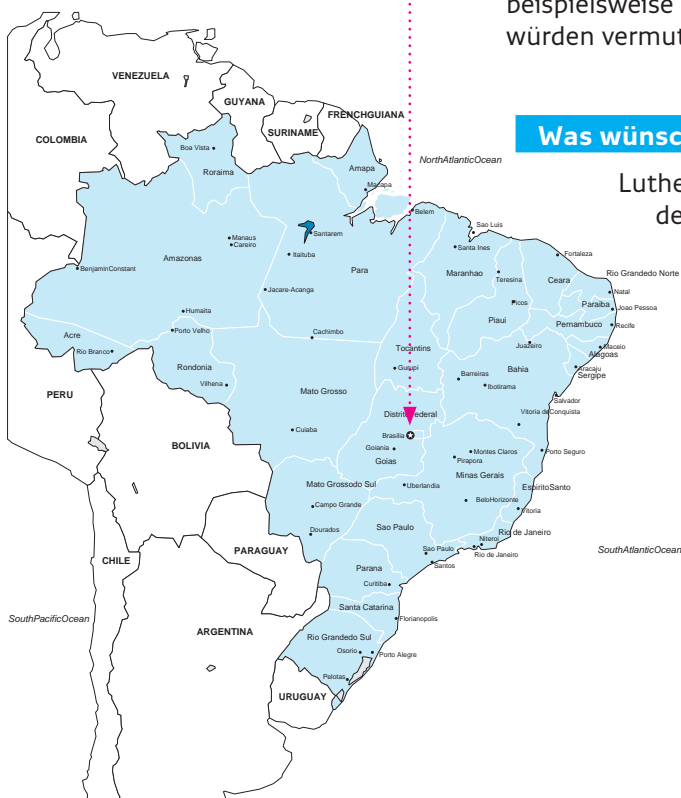 beispielsweise
würden vermut
Was wünsc
Luthe
de
VENEZUELA
GUYANA
FRENCHGUIANA
SURINAME
COLOMBIA
NorthAtlanticOcean
Boa Vista
Roraima
Amapa
Macapa
Belem
Sao Luis
Santarem
Manaus
Careiro
Santa Ines
Fortaleza
Itaituba
Amazonas
Para
Maranhao
BenjaminConstant
Teresina
Ceara
Rio Grandedo Norte
Jacare-Acanga
Natal
Picos
Paraiba
Joao Pessoa
Humaita
Piaui
Pernambuco
Recife
Acre
Porto Velho
Cachimbo
Juazeiro
Maceio
Alagoas
Rio Branco
Tocantins
Rondonia
Gurupi
Bahia
Aracaju
Sergipe
Barreiras
Vilhena
Ibotirama
PERU
Mato Grosso
Salvador
Distrito Federal
Vitoria deConquista
Cuiaba
Brasilia
BOLIVIA
Goiania
Montes Claros
Porto Seguro
Goias
Pirapora
Minas Gerais
Mato Grossodo Sul
Uberlandia
EspiritoSanto
Campo Grande
BeloHorizonte
Vitoria
Sao Paulo
Dourados
Rio de Janeiro
Niteroi
PARAGUAY
Sao Paulo
Rio de Janeiro
SouthAtlanticOcean
CHILE
Santos
Parana
Curitiba
Santa Catarina
SouthPacificOcean
Florianopolis
ARGENTINA
Rio Grandedo Sul
Osorio
Porto Alegre
Pelotas
URUGUAY